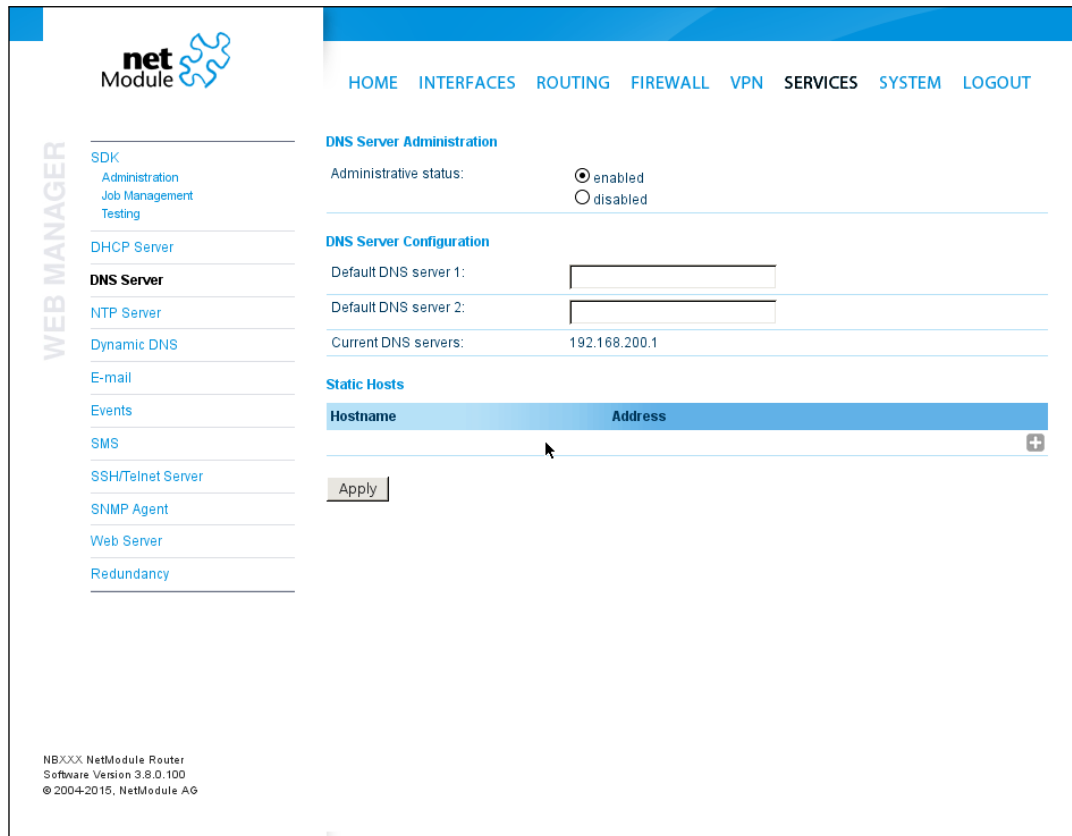 net
Module
HOME INTERFACES ROUTING FIREWALL VPN SERVICES SYSTEM LOGOUT
WEB MANAGER
SDK
Administration
Job Management
Testing
DHCP Server
DNS Server
NTP Server
Dynamic DNS
E-mail
Events
SMS
SSH/Telnet Server
SNMP Agent
Web Server
Redundancy
DNS Server Administration
Administrative status: enabled
disabled
DNS Server Configuration
Default DNS server 1:
Default DNS server 2:
Current DNS servers: 192.168.200.1
Static Hosts
Hostname Address
Apply
NBXXX NetModule Router
Software Version 3.8.0.100
© 2004-2015, NetModule AG